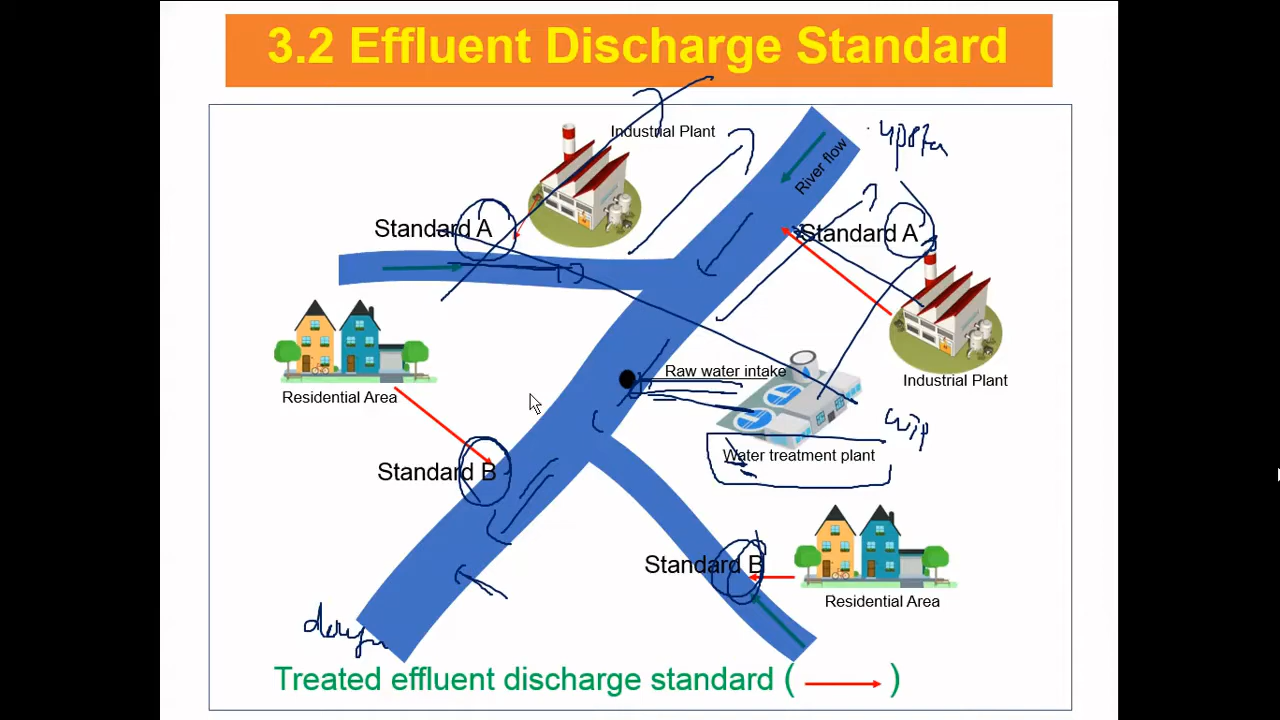 3.2 Effluent Discharge Standard
Industrial Plant
River flow
Standard A
Standard A
Residential Area
Raw water intake
Industrial Plant
Water treatment plant
Standard B
Standard B
Residential Area
Treated effluent discharge standard ( )